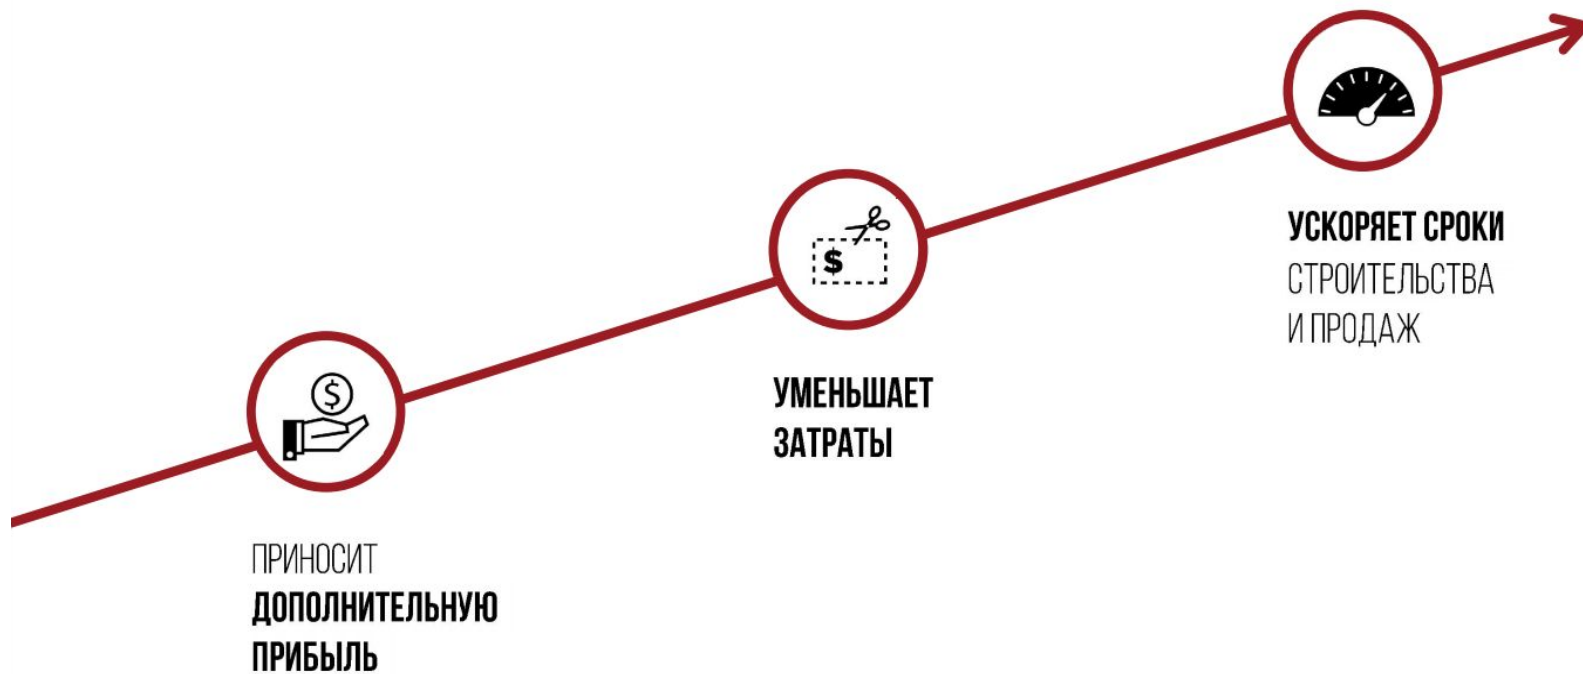 ПРИНОСИТ
ДОПОЛНИТЕЛЬНУЮ
ПРИБЫЛЬ
$
УМЕНЬШАЕТ
ЗАТРАТЫ
$
УСКОРЯЕТ СРОКИ
СТРОИТЕЛЬСТВА
И ПРОДАЖ